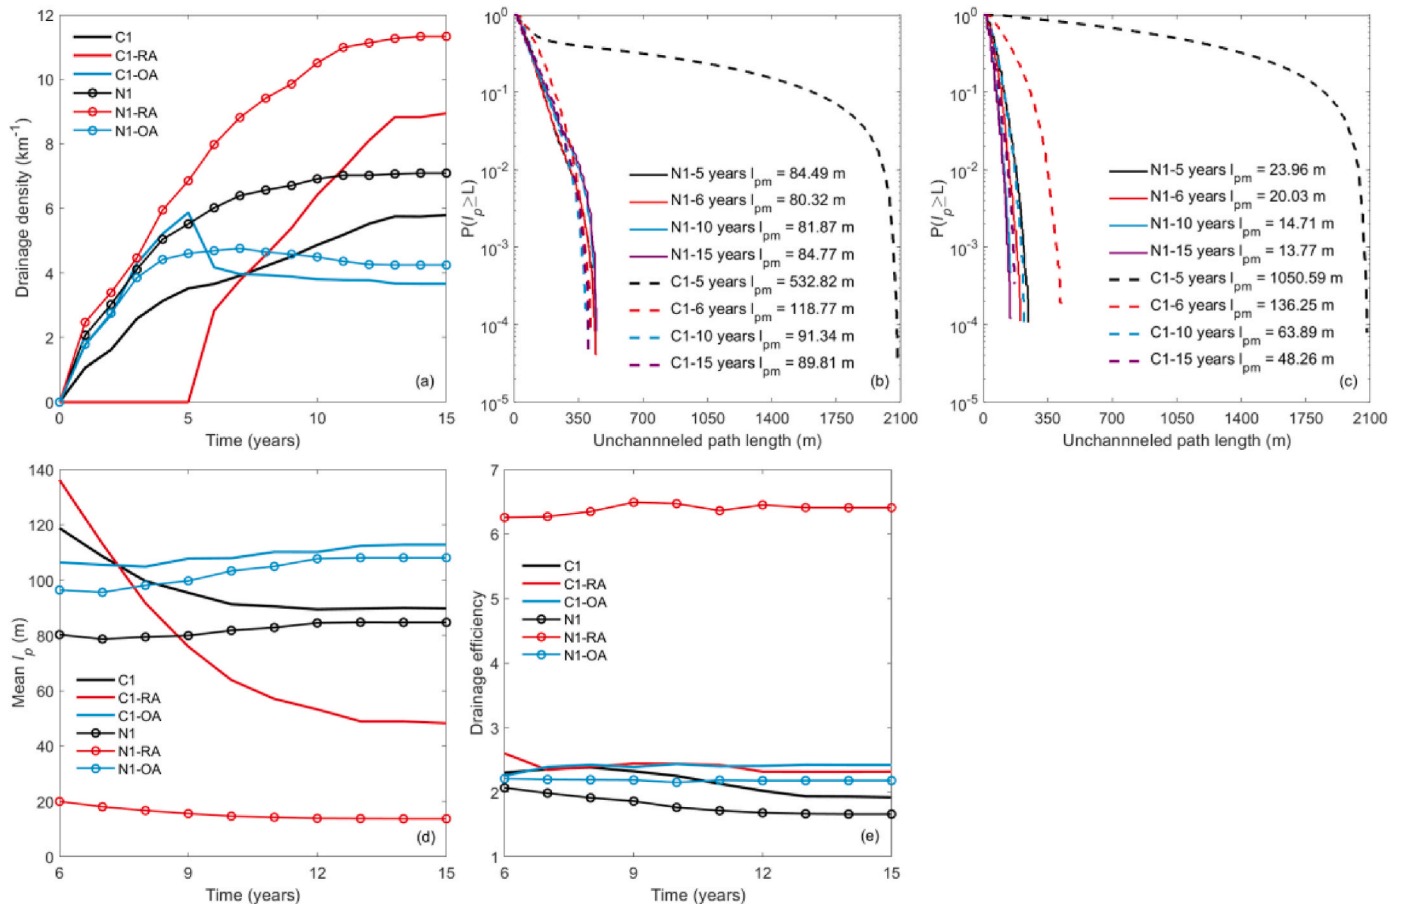 Drainage density (km-1)
12
10
8
6
4
2
0
C1
C1-RA
C1-OA
N1
N1-RA
N1-OA
(a)
0
5
10
15
Time (years)
P(lp≥L)
100
10-1
10-2
10-3
10-4
10-5
N1-5 years lpm = 84.49 m
N1-6 years lpm = 80.32 m
N1-10 years lpm = 81.87 m
N1-15 years lpm = 84.77 m
C1-5 years lpm = 532.82 m
C1-6 years lpm = 118.77 m
C1-10 years lpm = 91.34 m
C1-15 years lpm = 89.81 m
(b)
0
350
700
1050
1400
1750
2100
Unchannneled path length (m)
P(lp≥L)
100
10-1
10-2
10-3
10-4
10-5
N1-5 years lpm = 23.96 m
N1-6 years lpm = 20.03 m
N1-10 years lpm = 14.71 m
N1-15 years lpm = 13.77 m
C1-5 years lpm = 1050.59 m
C1-6 years lpm = 136.25 m
C1-10 years lpm = 63.89 m
C1-15 years lpm = 48.26 m
(c)
0
350
700
1050
1400
1750
2100
Unchannneled path length (m)
Mean lp (m)
140
120
100
80
60
40
20
0
C1
C1-RA
C1-OA
N1
N1-RA
N1-OA
(d)
6
9
12
15
Time (years)
Drainage efficiency
7
6
5
4
3
2
1
C1
C1-RA
C1-OA
N1
N1-RA
N1-OA
(e)
6
9
12
15
Time (years)